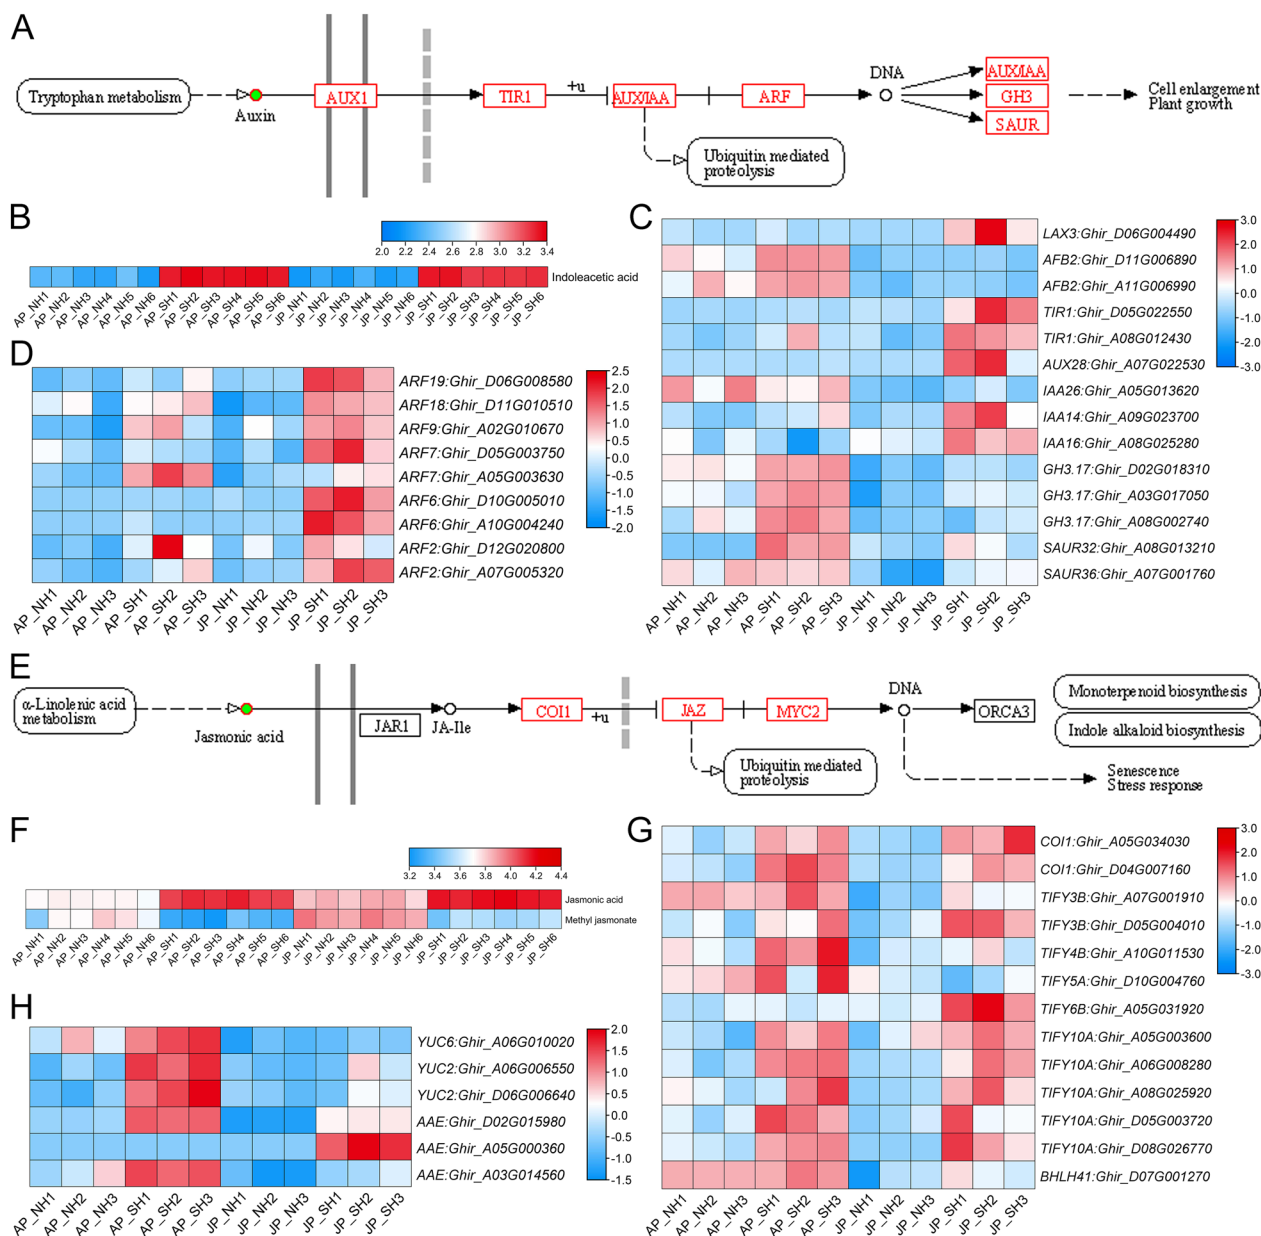 A
Tryptophan metabolism
Auxin
AUX1
TIR1
+u
AUX/IAA
ARF
DNA
AUX/IAA
GH3
SAUR
Cell enlargement
Plant growth
Ubiquitin mediated
proteolysis
B
2.0 2.2 2.4 2.6 2.8 3.0 3.2 3.4
Indoleacetic acid
AP_NH1 AP_NH2 AP_NH3 AP_NH4 AP_NH5 AP_NH6 AP_SH1 AP_SH2 AP_SH3 AP_SH4 AP_SH5 AP_SH6 JP_NH1 JP_NH2 JP_NH3 JP_NH4 JP_NH5 JP_NH6 JP_SH1 JP_SH2 JP_SH3 JP_SH4 JP_SH5 JP_SH6
C
LAX3:Ghir_D06G004490
AFB2:Ghir_D11G006890
AFB2:Ghir_A11G006990
TIR1:Ghir_D05G022550
TIR1:Ghir_A08G012430
AUX28:Ghir_A07G022530
IAA26:Ghir_A05G013620
IAA14:Ghir_A09G023700
IAA16:Ghir_A08G025280
GH3.17:Ghir_D02G018310
GH3.17:Ghir_A03G017050
GH3.17:Ghir_A08G002740
SAUR32:Ghir_A08G013210
SAUR36:Ghir_A07G001760
3.0
2.0
1.0
0.0
-1.0
-2.0
-3.0
AP_NH1 AP_NH2 AP_NH3 AP_SH1 AP_SH2 AP_SH3 JP_NH1 JP_NH2 JP_NH3 JP_SH1 JP_SH2 JP_SH3
D
ARF19:Ghir_D06G008580
ARF18:Ghir_D11G010510
ARF9:Ghir_A02G010670
ARF7:Ghir_D05G003750
ARF7:Ghir_A05G003630
ARF6:Ghir_D10G005010
ARF6:Ghir_A10G004240
ARF2:Ghir_D12G020800
ARF2:Ghir_A07G005320
2.5
2.0
1.5
1.0
0.5
0.0
-0.5
-1.0
-1.5
-2.0
AP_NH1 AP_NH2 AP_NH3 AP_SH1 AP_SH2 AP_SH3 JP_NH1 JP_NH2 JP_NH3 JP_SH1 JP_SH2 JP_SH3
E
α-Linolenic acid
metabolism
Jasmonic acid
JAR1
JA-Ile
COI1
+u
JAZ
MYC2
DNA
ORCA3
Monoterpenoid biosynthesis
Indole alkaloid biosynthesis
Ubiquitin mediated
proteolysis
Senescence
Stress response
F
3.2 3.4 3.6 3.8 4.0 4.2 4.4
Jasmonic acid
Methyl jasmonate
AP_NH1 AP_NH2 AP_NH3 AP_NH4 AP_NH5 AP_NH6 AP_SH1 AP_SH2 AP_SH3 AP_SH4 AP_SH5 AP_SH6 JP_NH1 JP_NH2 JP_NH3 JP_NH4 JP_NH5 JP_NH6 JP_SH1 JP_SH2 JP_SH3 JP_SH4 JP_SH5 JP_SH6
G
COI1:Ghir_A05G034030
COI1:Ghir_D04G007160
TIFY3B:Ghir_A07G001910
TIFY3B:Ghir_D05G004010
TIFY4B:Ghir_A10G011530
TIFY5A:Ghir_D10G004760
TIFY6B:Ghir_A05G031920
TIFY10A:Ghir_A05G003600
TIFY10A:Ghir_A06G008280
TIFY10A:Ghir_A08G025920
TIFY10A:Ghir_D05G003720
TIFY10A:Ghir_D08G026770
BHLH41:Ghir_D07G001270
3.0
2.0
1.0
0.0
-1.0
-2.0
-3.0
AP_NH1 AP_NH2 AP_NH3 AP_SH1 AP_SH2 AP_SH3 JP_NH1 JP_NH2 JP_NH3 JP_SH1 JP_SH2 JP_SH3
H
YUC6:Ghir_A06G010020
YUC2:Ghir_A06G006550
YUC2:Ghir_D06G006640
AAE:Ghir_D02G015980
AAE:Ghir_A05G000360
AAE:Ghir_A03G014560
2.0
1.5
1.0
0.5
0.0
-0.5
-1.0
-1.5
AP_NH1 AP_NH2 AP_NH3 AP_SH1 AP_SH2 AP_SH3 JP_NH1 JP_NH2 JP_NH3 JP_SH1 JP_SH2 JP_SH3